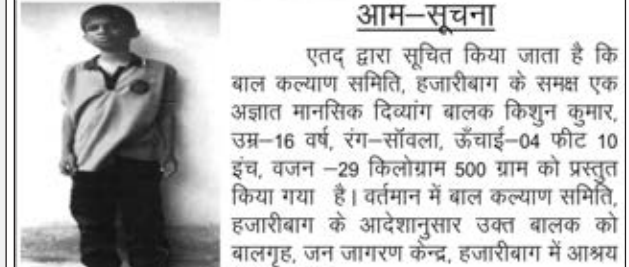 आम–सूचना
एतद् द्वारा सूचित किया जाता है कि
बाल कल्याण समिति, हजारीबाग के समक्ष एक
अज्ञात मानसिक दिव्यांग बालक किशुन कुमार,
उम्र–16 वर्ष, रंग–सॉवला, ऊँचाई–04 फीट 10
इंच, वजन –29 किलोग्राम 500 ग्राम को प्रस्तुत
किया गया है। वर्तमान में बाल कल्याण समिति,
हजारीबाग के आदेशानुसार उक्त बालक को
बालगृह, जन जागरण केन्द्र, हजारीबाग में आश्रय